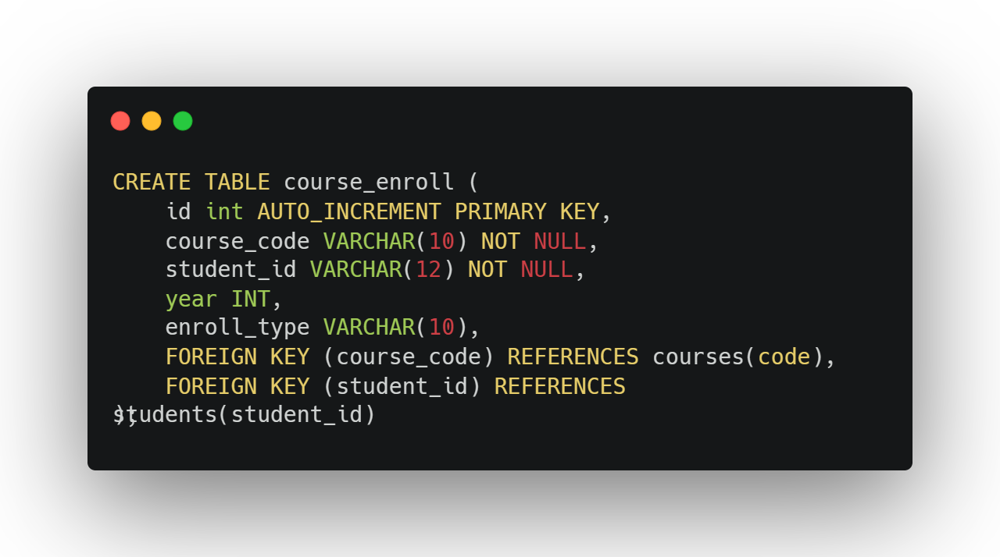 CREATE TABLE course_enroll (
    id int AUTO_INCREMENT PRIMARY KEY,
    course_code VARCHAR(10) NOT NULL,
    student_id VARCHAR(12) NOT NULL,
    year INT,
    enroll_type VARCHAR(10),
    FOREIGN KEY (course_code) REFERENCES courses(code),
    FOREIGN KEY (student_id) REFERENCES
students(student_id)
);